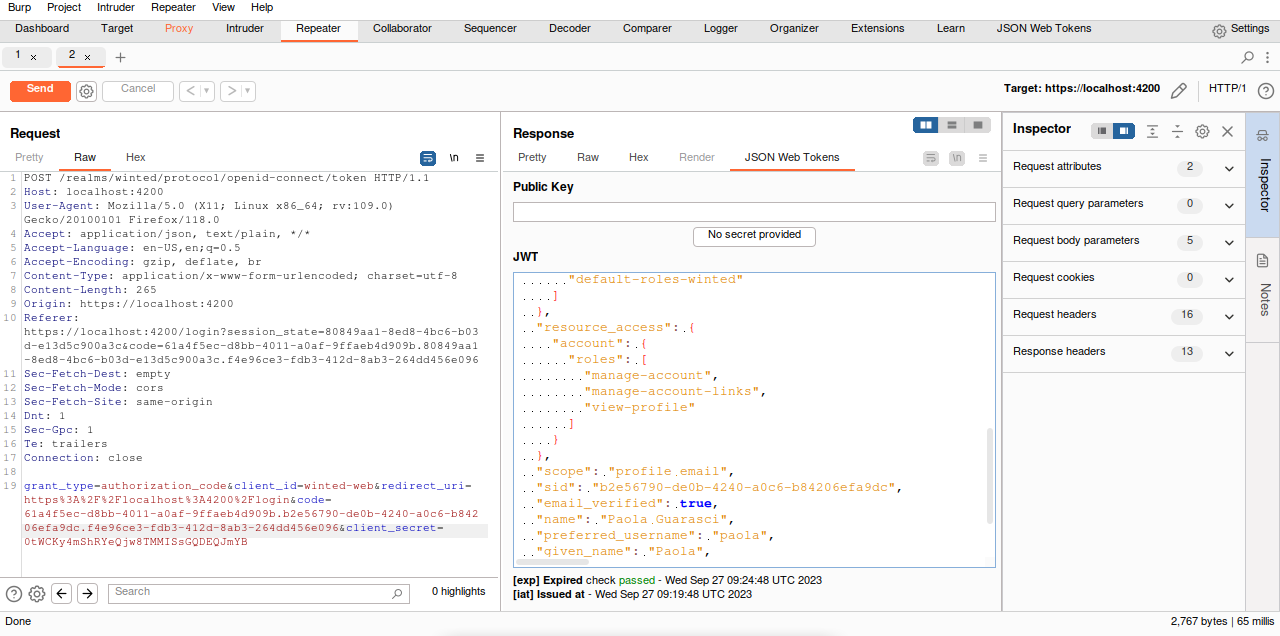 Burp Project Intruder Repeater View Help
Dashboard Target Proxy Intruder Repeater Collaborator Sequencer Decoder Comparer Logger Organizer Extensions Learn JSON Web Tokens Settings
1 × 2 × +
Send Cancel < > Target: https://localhost:4200 HTTP/1 ?
Request
Pretty Raw Hex \n
1 POST /realms/winted/protocol/openid-connect/token HTTP/1.1
2 Host: localhost:4200
3 User-Agent: Mozilla/5.0 (X11; Linux x86_64; rv:109.0)
Gecko/20100101 Firefox/118.0
4 Accept: application/json, text/plain, */*
5 Accept-Language: en-US,en;q=0.5
6 Accept-Encoding: gzip, deflate, br
7 Content-Type: application/x-www-form-urlencoded; charset=utf-8
8 Content-Length: 265
9 Origin: https://localhost:4200
10 Referer:
https://localhost:4200/login?session_state=80849aa1-8ed8-4bc6-b03
d-e13d5c900a3c&code=61a4f5ec-d8bb-4011-a0af-9ffaeb4d909b.80849aa1
-8ed8-4bc6-b03d-e13d5c900a3c.f4e96ce3-fdb3-412d-8ab3-264dd456e096
11 Sec-Fetch-Dest: empty
12 Sec-Fetch-Mode: cors
13 Sec-Fetch-Site: same-origin
14 Dnt: 1
15 Sec-Gpc: 1
16 Te: trailers
17 Connection: close
18
19 grant_type=authorization_code&client_id=winted-web&redirect_uri=
https%3A%2F%2Flocalhost%3A4200%2Flogin&code=
61a4f5ec-d8bb-4011-a0af-9ffaeb4d909b.b2e56790-de0b-4240-a0c6-b842
06efa9dc.f4e96ce3-fdb3-412d-8ab3-264dd456e096&client_secret=
0tWCKy4mShRYeQjw8TMMISsGQDEQJmYB
? Search 0 highlights
Response
Pretty Raw Hex Render JSON Web Tokens \n
Public Key
No secret provided
JWT
......"default-roles-winted"
....]
..},
.."resource_access":.{
...."account":.{
......"roles":.[
........"manage-account",
........"manage-account-links",
........"view-profile"
......]
....}
..},
.."scope":."profile.email",
.."sid":."b2e56790-de0b-4240-a0c6-b84206efa9dc",
.."email_verified":.true,
.."name":."Paola.Guarasci",
.."preferred_username":."paola",
.."given_name":."Paola",
[exp] Expired check passed - Wed Sep 27 09:24:48 UTC 2023
[iat] Issued at - Wed Sep 27 09:19:48 UTC 2023
Inspector
Request attributes 2
Request query parameters 0
Request body parameters 5
Request cookies 0
Request headers 16
Response headers 13
Inspector
Notes
Done 2,767 bytes | 65 millis